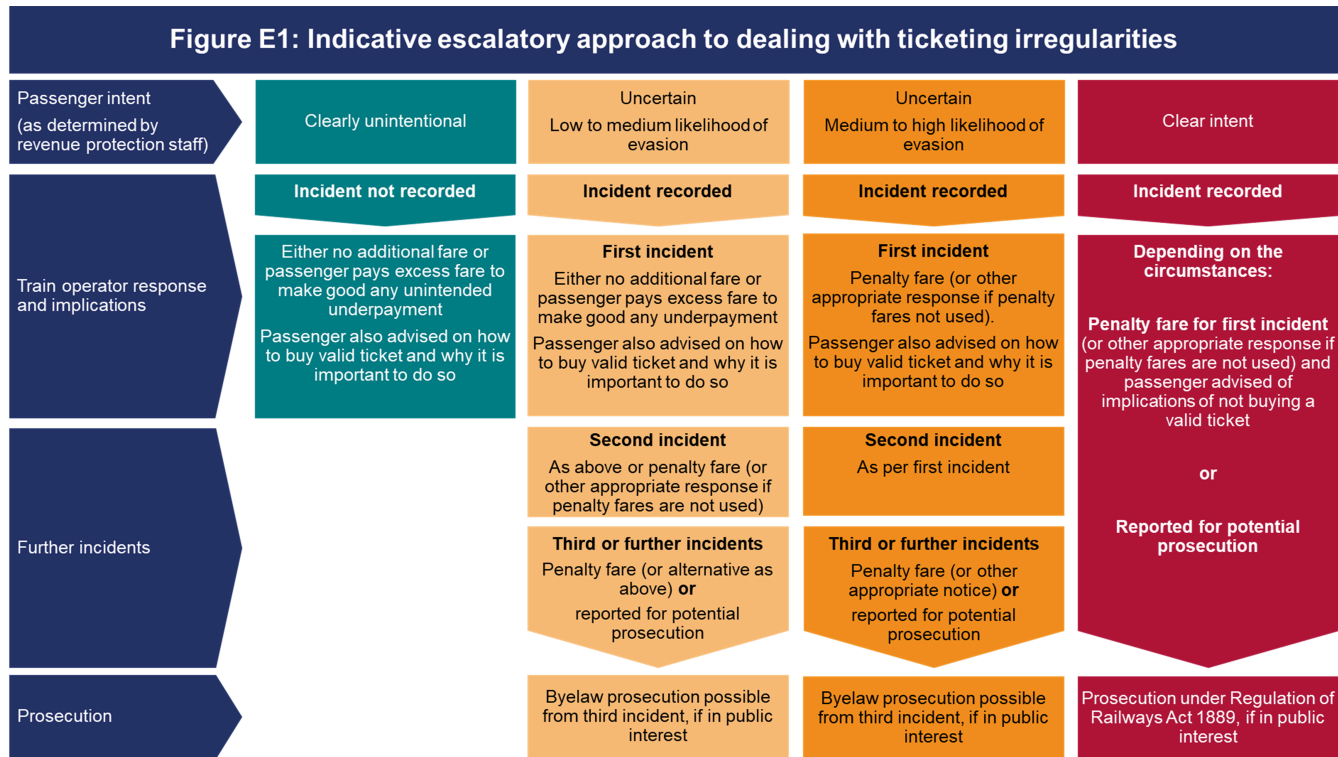 Figure E1: Indicative escalatory approach to dealing with ticketing irregularities
Passenger intent
(as determined by
revenue protection staff)
Clearly unintentional
Uncertain
Low to medium likelihood of
evasion
Uncertain
Medium to high likelihood of
evasion
Clear intent
Train operator response
and implications
Incident not recorded
Either no additional fare or
passenger pays excess fare to
make good any unintended
underpayment
Passenger also advised on how
to buy valid ticket and why it is
important to do so
Incident recorded
First incident
Either no additional fare or
passenger pays excess fare to
make good any underpayment
Passenger also advised on how
to buy valid ticket and why it is
important to do so
Incident recorded
First incident
Penalty fare (or other
appropriate response if penalty
fares not used).
Passenger also advised on how
to buy valid ticket and why it is
important to do so
Incident recorded
Depending on the
circumstances:
Penalty fare for first incident
(or other appropriate response if
penalty fares are not used) and
passenger advised of
implications of not buying a
valid ticket
or
Reported for potential
prosecution
Further incidents
Second incident
As above or penalty fare (or
other appropriate response if
penalty fares are not used)
Third or further incidents
Penalty fare (or alternative as
above) or
reported for potential
prosecution
Second incident
As per first incident
Third or further incidents
Penalty fare (or other
appropriate notice) or
reported for potential
prosecution
Prosecution
Byelaw prosecution possible
from third incident, if in public
interest
Byelaw prosecution possible
from third incident, if in public
interest
Prosecution under Regulation of
Railways Act 1889, if in public
interest